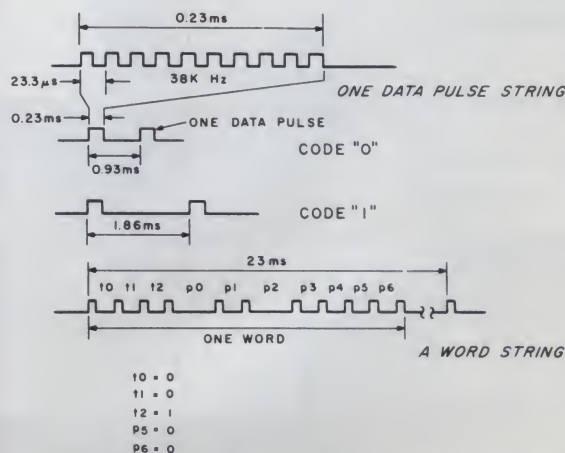 0.23ms
23.3μs
38K Hz
ONE DATA PULSE STRING
0.23ms
ONE DATA PULSE
CODE "0"
0.93ms
CODE "1"
1.86ms
23ms
t0 t1 t2 p0 p1 p2 p3 p4 p5 p6
ONE WORD
A WORD STRING
t0 = 0
t1 = 0
t2 = 1
P5 = 0
P6 = 0